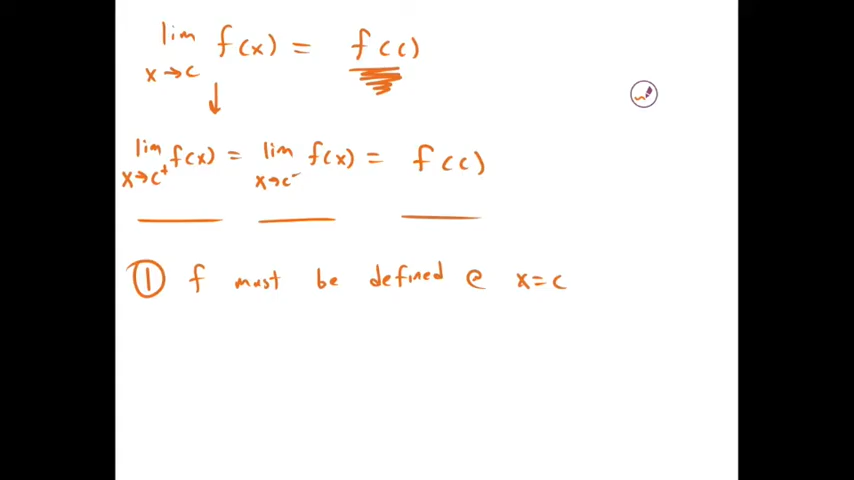 lim f(x) = f(c)
x→c
↓
lim f(x) = lim f(x) = f(c)
x→c⁺ x→c⁻
① f must be defined @ x=c